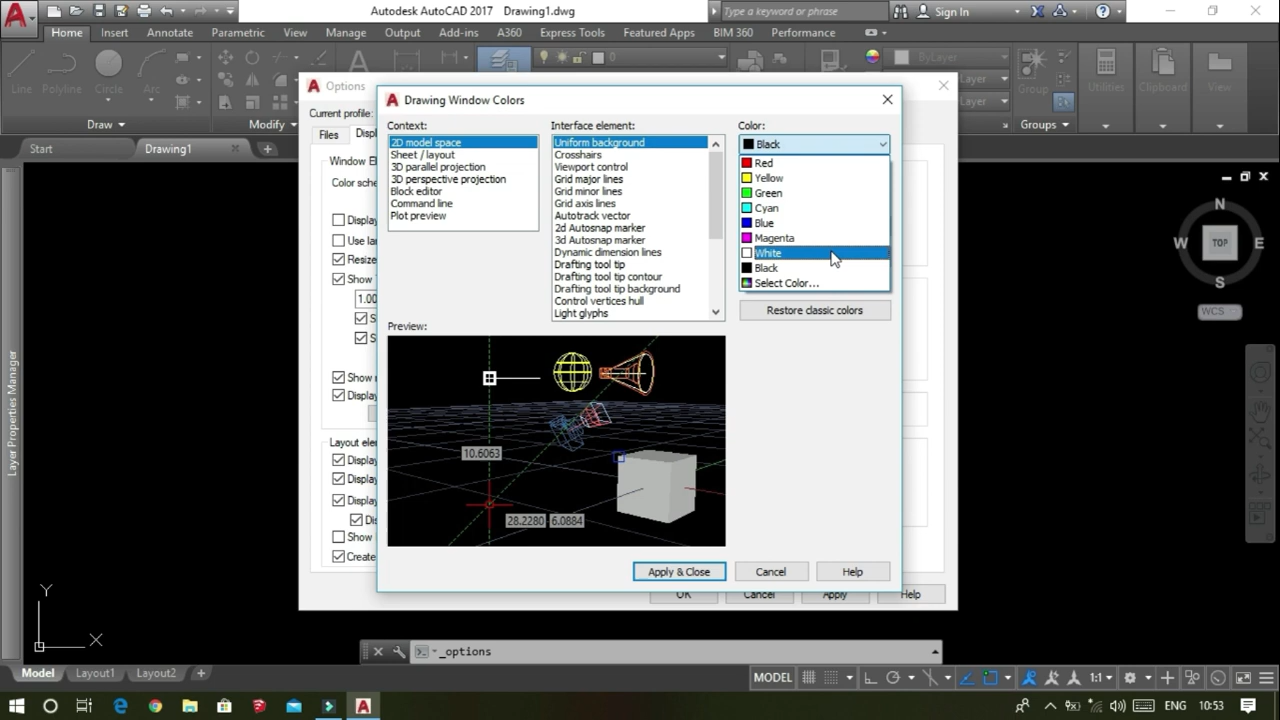 Autodesk AutoCAD 2017 Drawing1.dwg
Type a keyword or phrase
Sign In
Home Insert Annotate Parametric View Manage Output Add-ins A360 Express Tools Featured Apps BIM 360 Performance
Line Polyline Circle Arc
0
ByLayer
Layer
Layer
Group
Utilities
Clipboard
View
Draw
Modify
Groups
Start
Drawing1
Options
Current profile:
Files
Displ
Window El
Color sche
Display
Use lar
Resize
Show
1.00
S
S
Show
Display
Layout ele
Display
Display
Display
Dis
Show
Create
OK Cancel Apply Help
Drawing Window Colors
Context:
2D model space
Sheet / layout
3D parallel projection
3D perspective projection
Block editor
Command line
Plot preview
Interface element:
Uniform background
Crosshairs
Viewport control
Grid major lines
Grid minor lines
Grid axis lines
Autotrack vector
2d Autosnap marker
3d Autosnap marker
Dynamic dimension lines
Drafting tool tip
Drafting tool tip contour
Drafting tool tip background
Control vertices hull
Light glyphs
Color:
Black
Red
Yellow
Green
Cyan
Blue
Magenta
White
Black
Select Color...
Restore classic colors
Preview:
10.6063
28.2280 6.0884
Apply & Close Cancel Help
N
W TOP E
S
WCS
Layer Properties Manager
Y
X
_options
Model Layout1 Layout2
MODEL
1:1
ENG 10:53